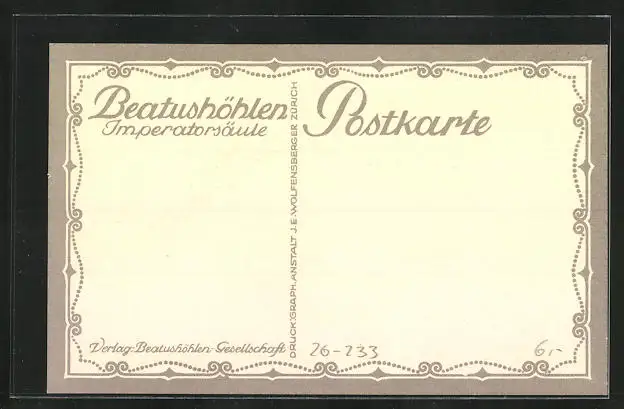 Beatushöhlen
Imperatorsäule
Postkarte
DRUCK:GRAPH.ANSTALT J.E.WOLFENSBERGER ZÜRICH
Verlag-Beatushöhlen-Gesellschaft
26-233
6.-